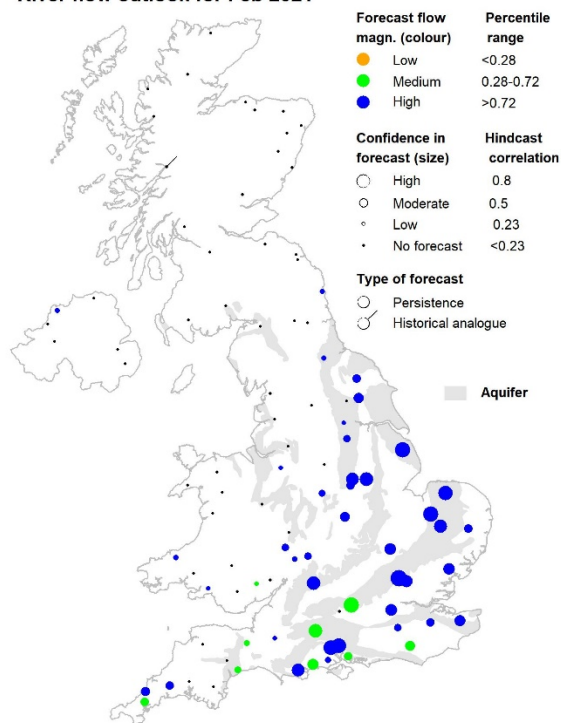 River flow outlook for Feb 2021
Forecast flow Percentile
magn. (colour) range
Low <0.28
Medium 0.28-0.72
High >0.72
Confidence in Hindcast
forecast (size) correlation
High 0.8
Moderate 0.5
Low 0.23
No forecast <0.23
Type of forecast
Persistence
Historical analogue
Aquifer